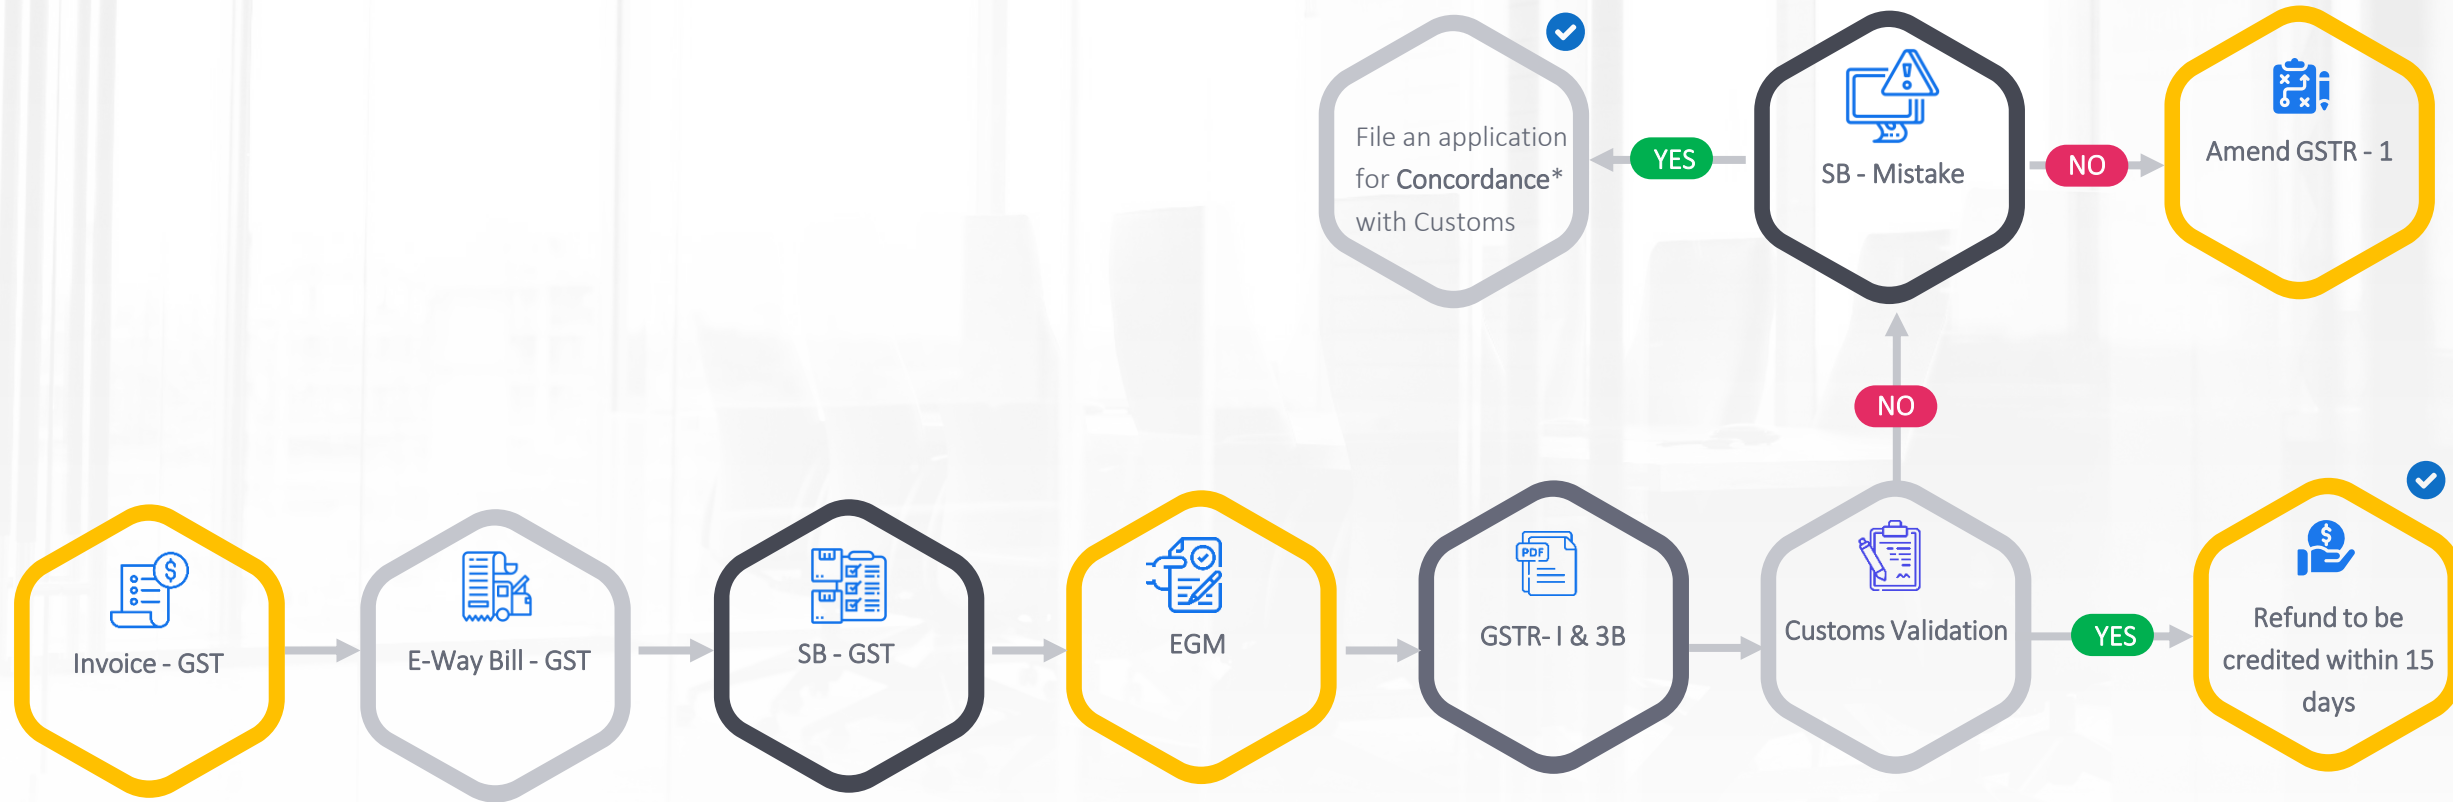 File an application
for Concordance*
with Customs
YES
SB - Mistake
NO
Amend GSTR - 1
NO
Invoice - GST
E-Way Bill - GST
SB - GST
EGM
PDF
GSTR- I & 3B
Customs Validation
YES
Refund to be
credited within 15
days